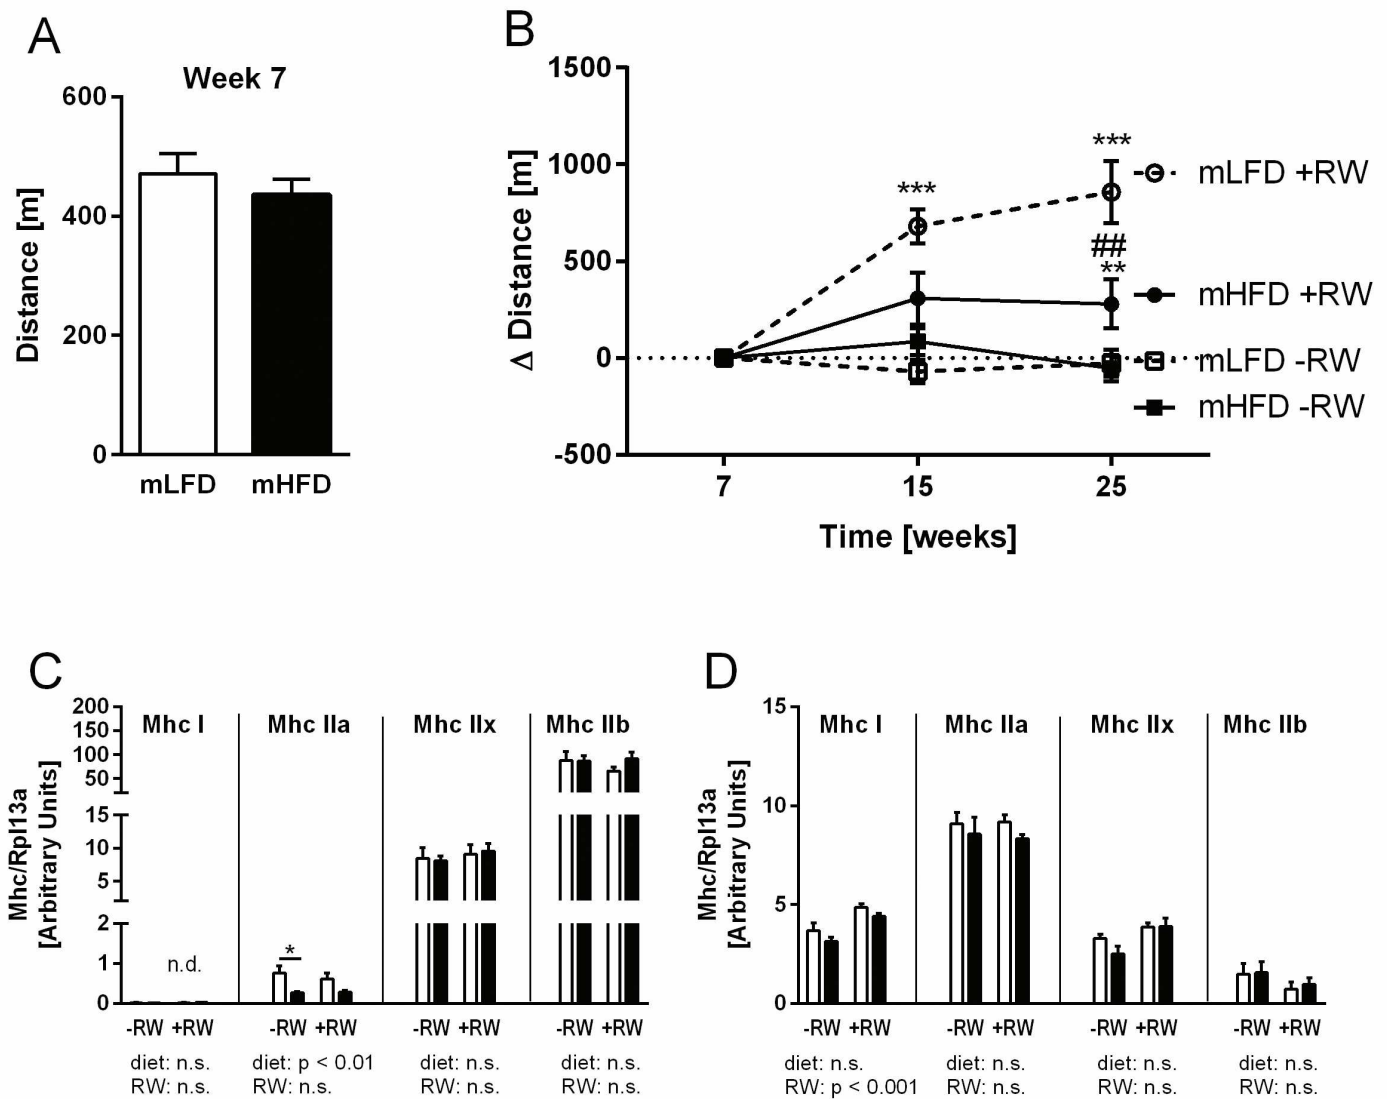 A
Week 7
600
400
200
0
Distance [m]
mLFD mHFD
B
1500
1000
500
0
-500
Δ Distance [m]
***
***
##
**
mLFD +RW
mHFD +RW
mLFD -RW
mHFD -RW
7 15 25
Time [weeks]
C
Mhc/Rpl13a
[Arbitrary Units]
200
150
100
50
15
10
5
2
1
0
Mhc I Mhc IIa Mhc IIx Mhc IIb
n.d.
*
-RW +RW -RW +RW -RW +RW -RW +RW
diet: n.s. diet: p < 0.01 diet: n.s. diet: n.s.
RW: n.s. RW: n.s. RW: n.s. RW: n.s.
D
Mhc/Rpl13a
[Arbitrary Units]
15
10
5
0
Mhc I Mhc IIa Mhc IIx Mhc IIb
-RW +RW -RW +RW -RW +RW -RW +RW
diet: n.s. diet: n.s. diet: n.s. diet: n.s.
RW: p < 0.001 RW: n.s. RW: n.s. RW: n.s.